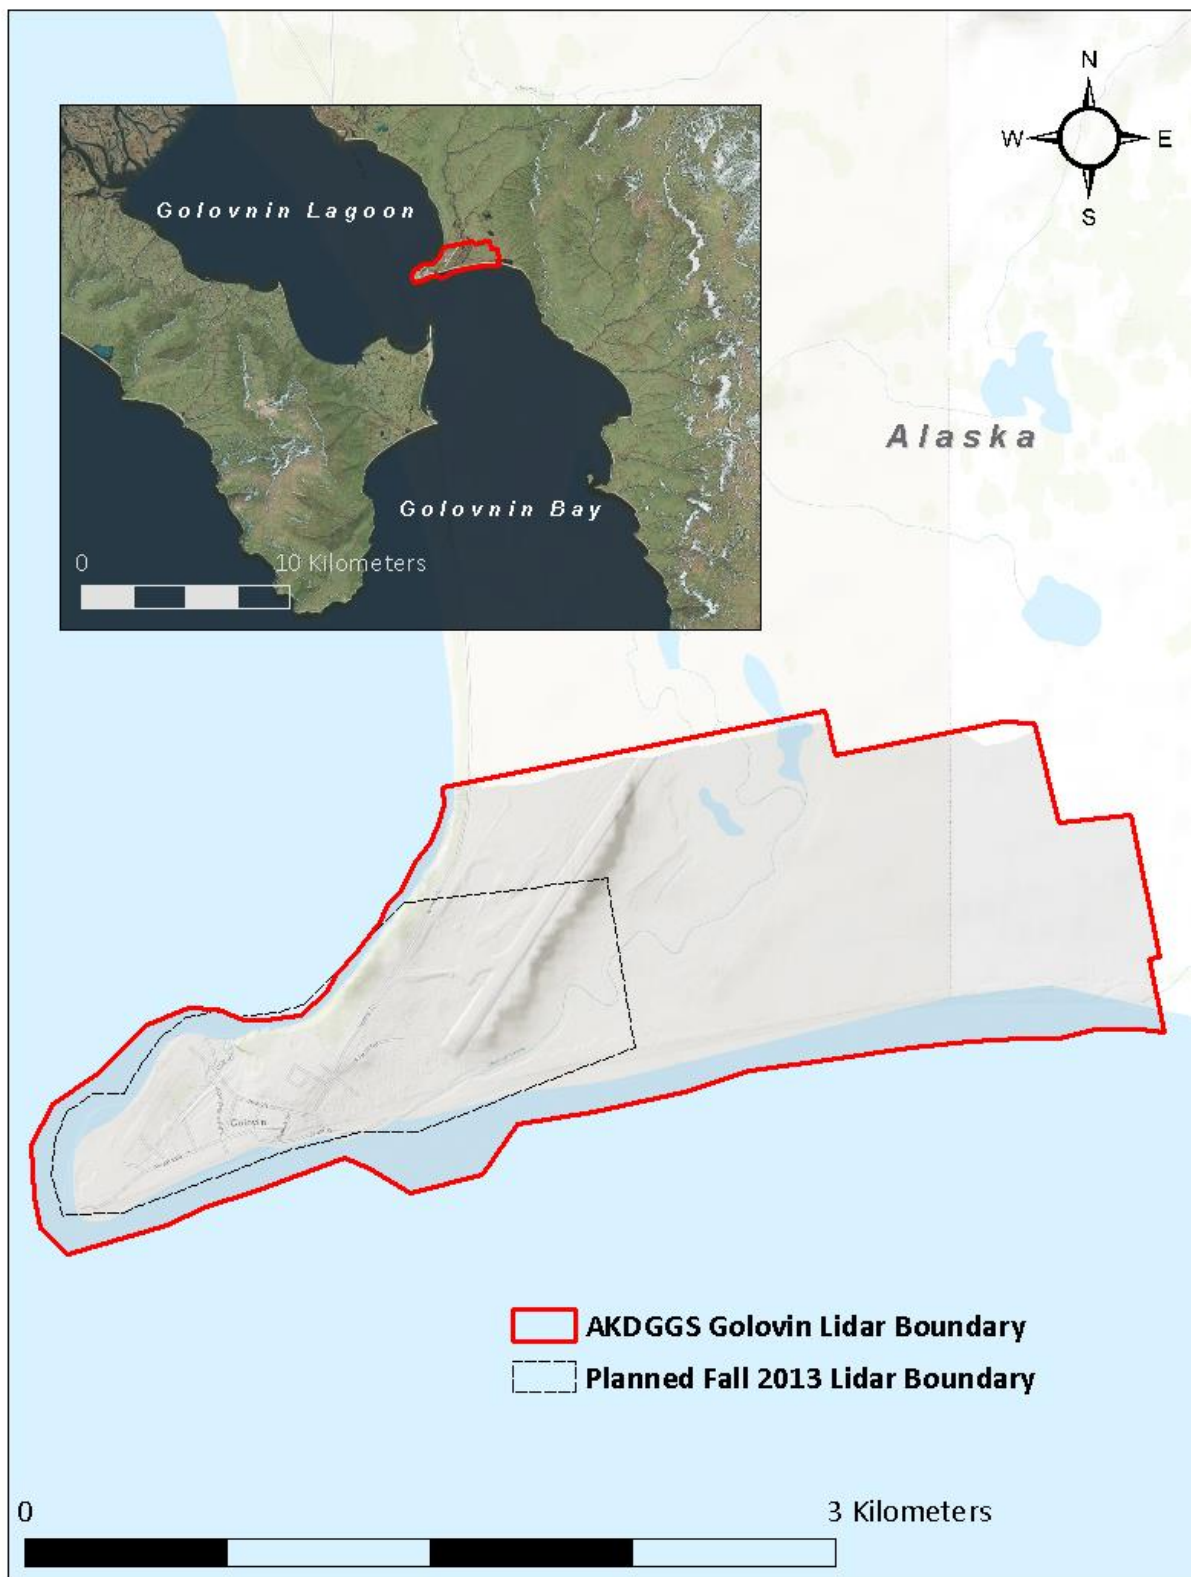 N
W E
S
Golovnin Lagoon
Alaska
Golovnin Bay
0 10 Kilometers
Golovin
AKDGGS Golovin Lidar Boundary
Planned Fall 2013 Lidar Boundary
0 3 Kilometers